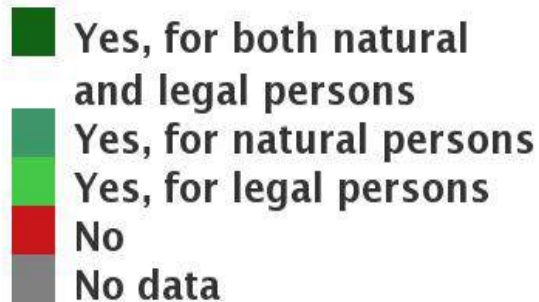 Yes, for both natural
and legal persons
Yes, for natural persons
Yes, for legal persons
No
No data